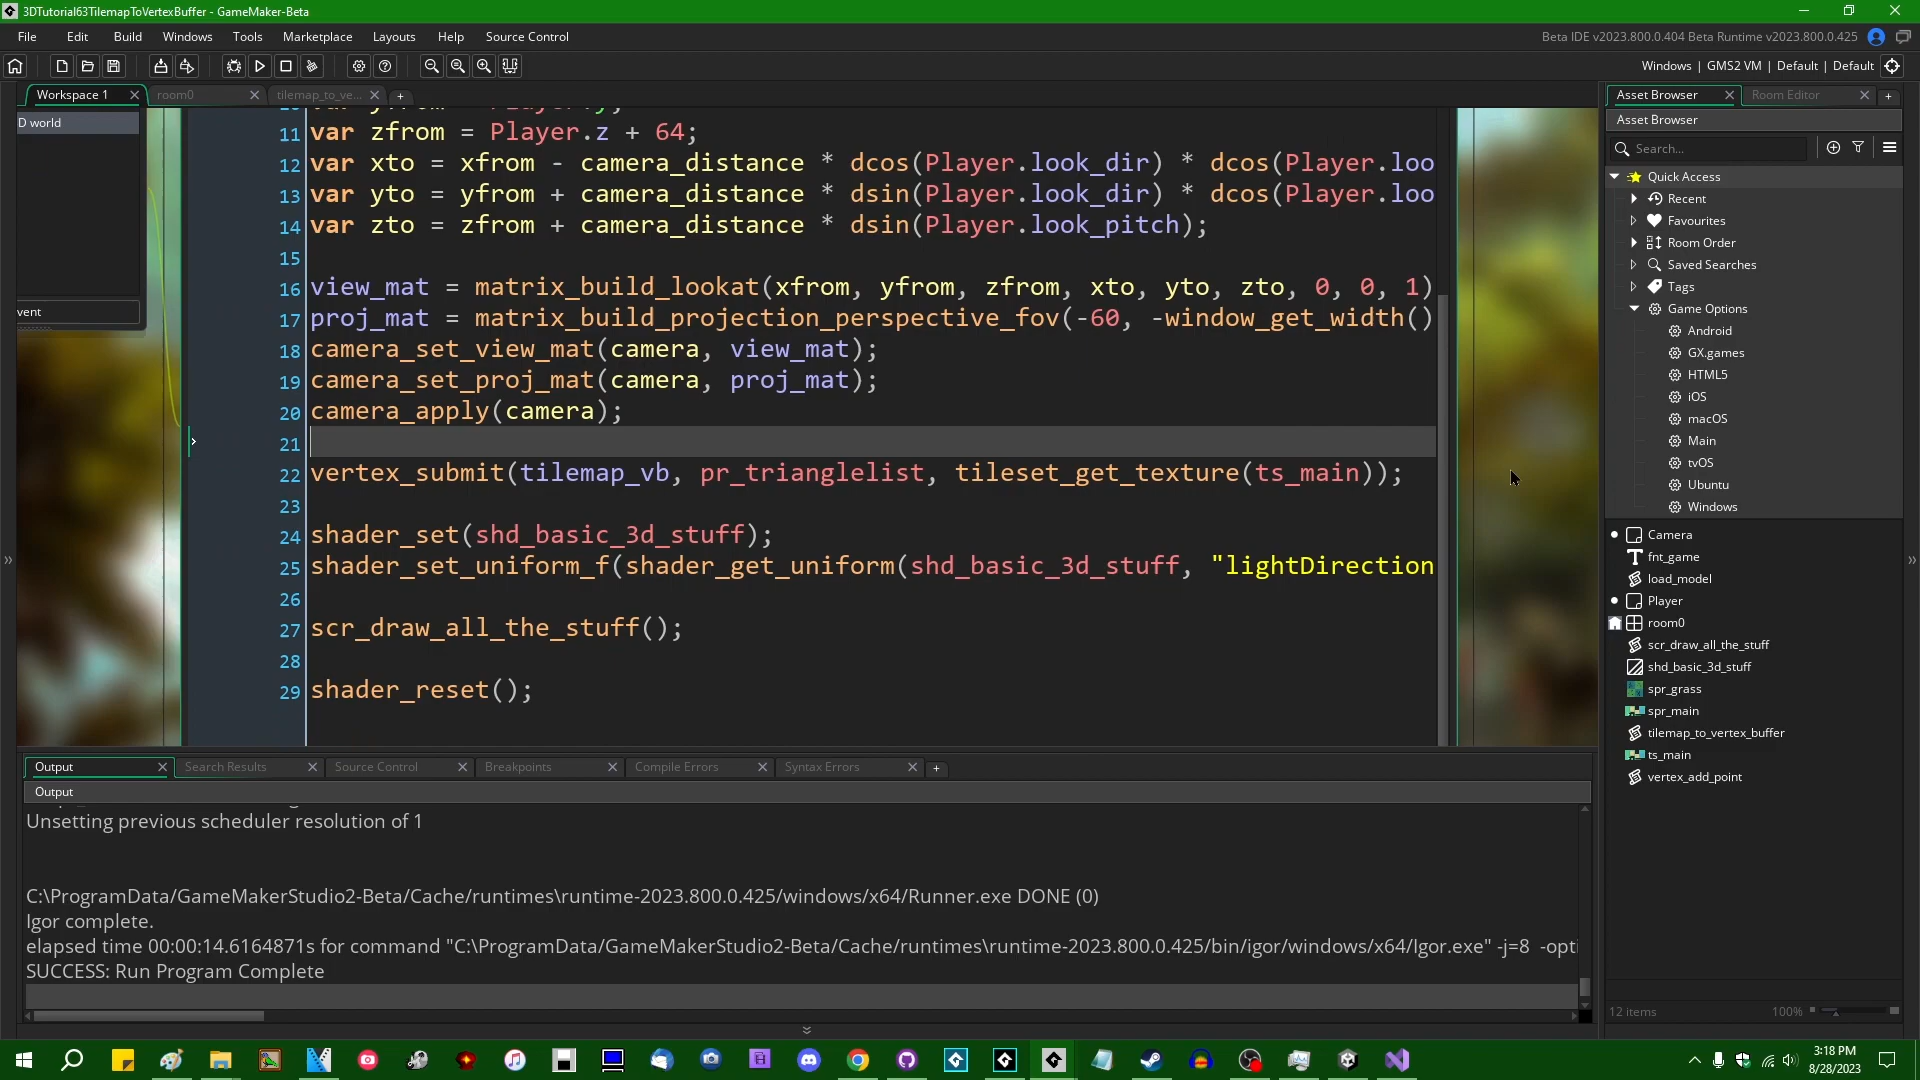 3DTutorial63TilemapToVertexBuffer - GameMaker-Beta
File Edit Build Windows Tools Marketplace Layouts Help Source Control
Beta IDE v2023.800.0.404 Beta Runtime v2023.800.0.425
Windows | GMS2 VM | Default | Default
Workspace 1 room0 tilemap_to_ve...
D world
vent
11 var zfrom = Player.z + 64;
12 var xto = xfrom - camera_distance * dcos(Player.look_dir) * dcos(Player.loo
13 var yto = yfrom + camera_distance * dsin(Player.look_dir) * dcos(Player.loo
14 var zto = zfrom + camera_distance * dsin(Player.look_pitch);
15
16 view_mat = matrix_build_lookat(xfrom, yfrom, zfrom, xto, yto, zto, 0, 0, 1)
17 proj_mat = matrix_build_projection_perspective_fov(-60, -window_get_width()
18 camera_set_view_mat(camera, view_mat);
19 camera_set_proj_mat(camera, proj_mat);
20 camera_apply(camera);
21
22 vertex_submit(tilemap_vb, pr_trianglelist, tileset_get_texture(ts_main));
23
24 shader_set(shd_basic_3d_stuff);
25 shader_set_uniform_f(shader_get_uniform(shd_basic_3d_stuff, "lightDirection
26
27 scr_draw_all_the_stuff();
28
29 shader_reset();
Output Search Results Source Control Breakpoints Compile Errors Syntax Errors
Output
Unsetting previous scheduler resolution of 1
C:\ProgramData/GameMakerStudio2-Beta/Cache/runtimes\runtime-2023.800.0.425/windows/x64/Runner.exe DONE (0)
Igor complete.
elapsed time 00:00:14.6164871s for command "C:\ProgramData/GameMakerStudio2-Beta/Cache/runtimes\runtime-2023.800.0.425/bin/igor/windows/x64/Igor.exe" -j=8 -opti
SUCCESS: Run Program Complete
Asset Browser Room Editor
Asset Browser
Search...
Quick Access
Recent
Favourites
Room Order
Saved Searches
Tags
Game Options
Android
GX.games
HTML5
iOS
macOS
Main
tvOS
Ubuntu
Windows
Camera
fnt_game
load_model
Player
room0
scr_draw_all_the_stuff
shd_basic_3d_stuff
spr_grass
spr_main
tilemap_to_vertex_buffer
ts_main
vertex_add_point
12 items 100%
3:18 PM
8/28/2023